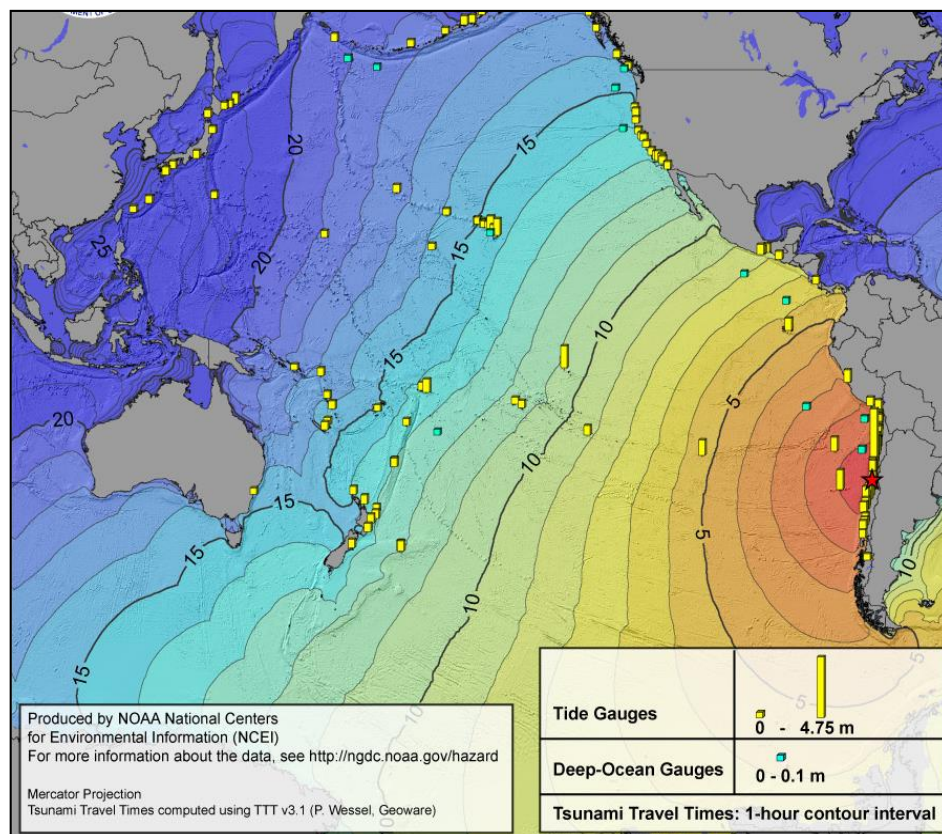 20
15
25
20
15
10
15
5
10
20
15
15
5
10
15
10
5
5
Produced by NOAA National Centers
for Environmental Information (NCEI)
For more information about the data, see http://ngdc.noaa.gov/hazard
Mercator Projection
Tsunami Travel Times computed using TTT v3.1 (P. Wessel, Geoware)
Tide Gauges
0 - 4.75 m
Deep-Ocean Gauges
0 - 0.1 m
Tsunami Travel Times: 1-hour contour interval